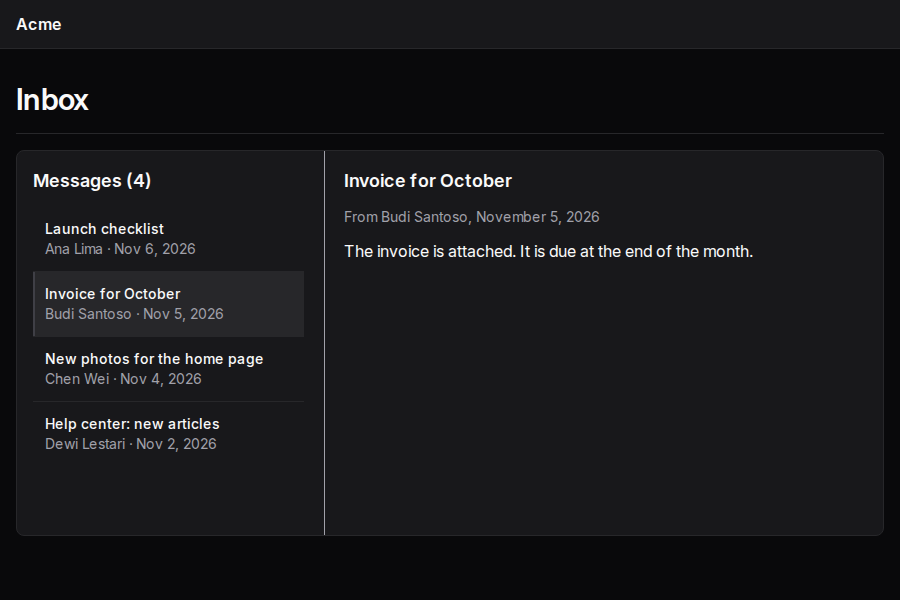 Acme
Inbox
Messages (4)
Launch checklist
Ana Lima · Nov 6, 2026
Invoice for October
Budi Santoso · Nov 5, 2026
New photos for the home page
Chen Wei · Nov 4, 2026
Help center: new articles
Dewi Lestari · Nov 2, 2026
Invoice for October
From Budi Santoso, November 5, 2026
The invoice is attached. It is due at the end of the month.